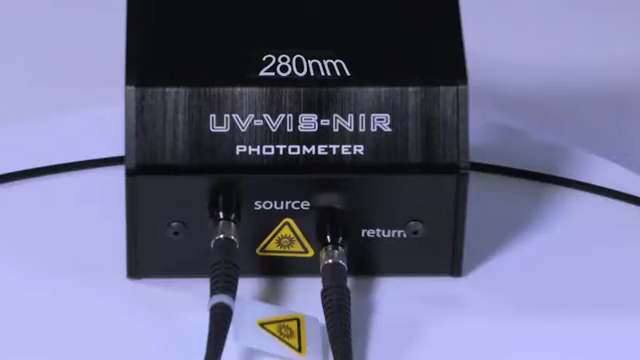 280nm
UV-VIS-NIR
PHOTOMETER
source
return